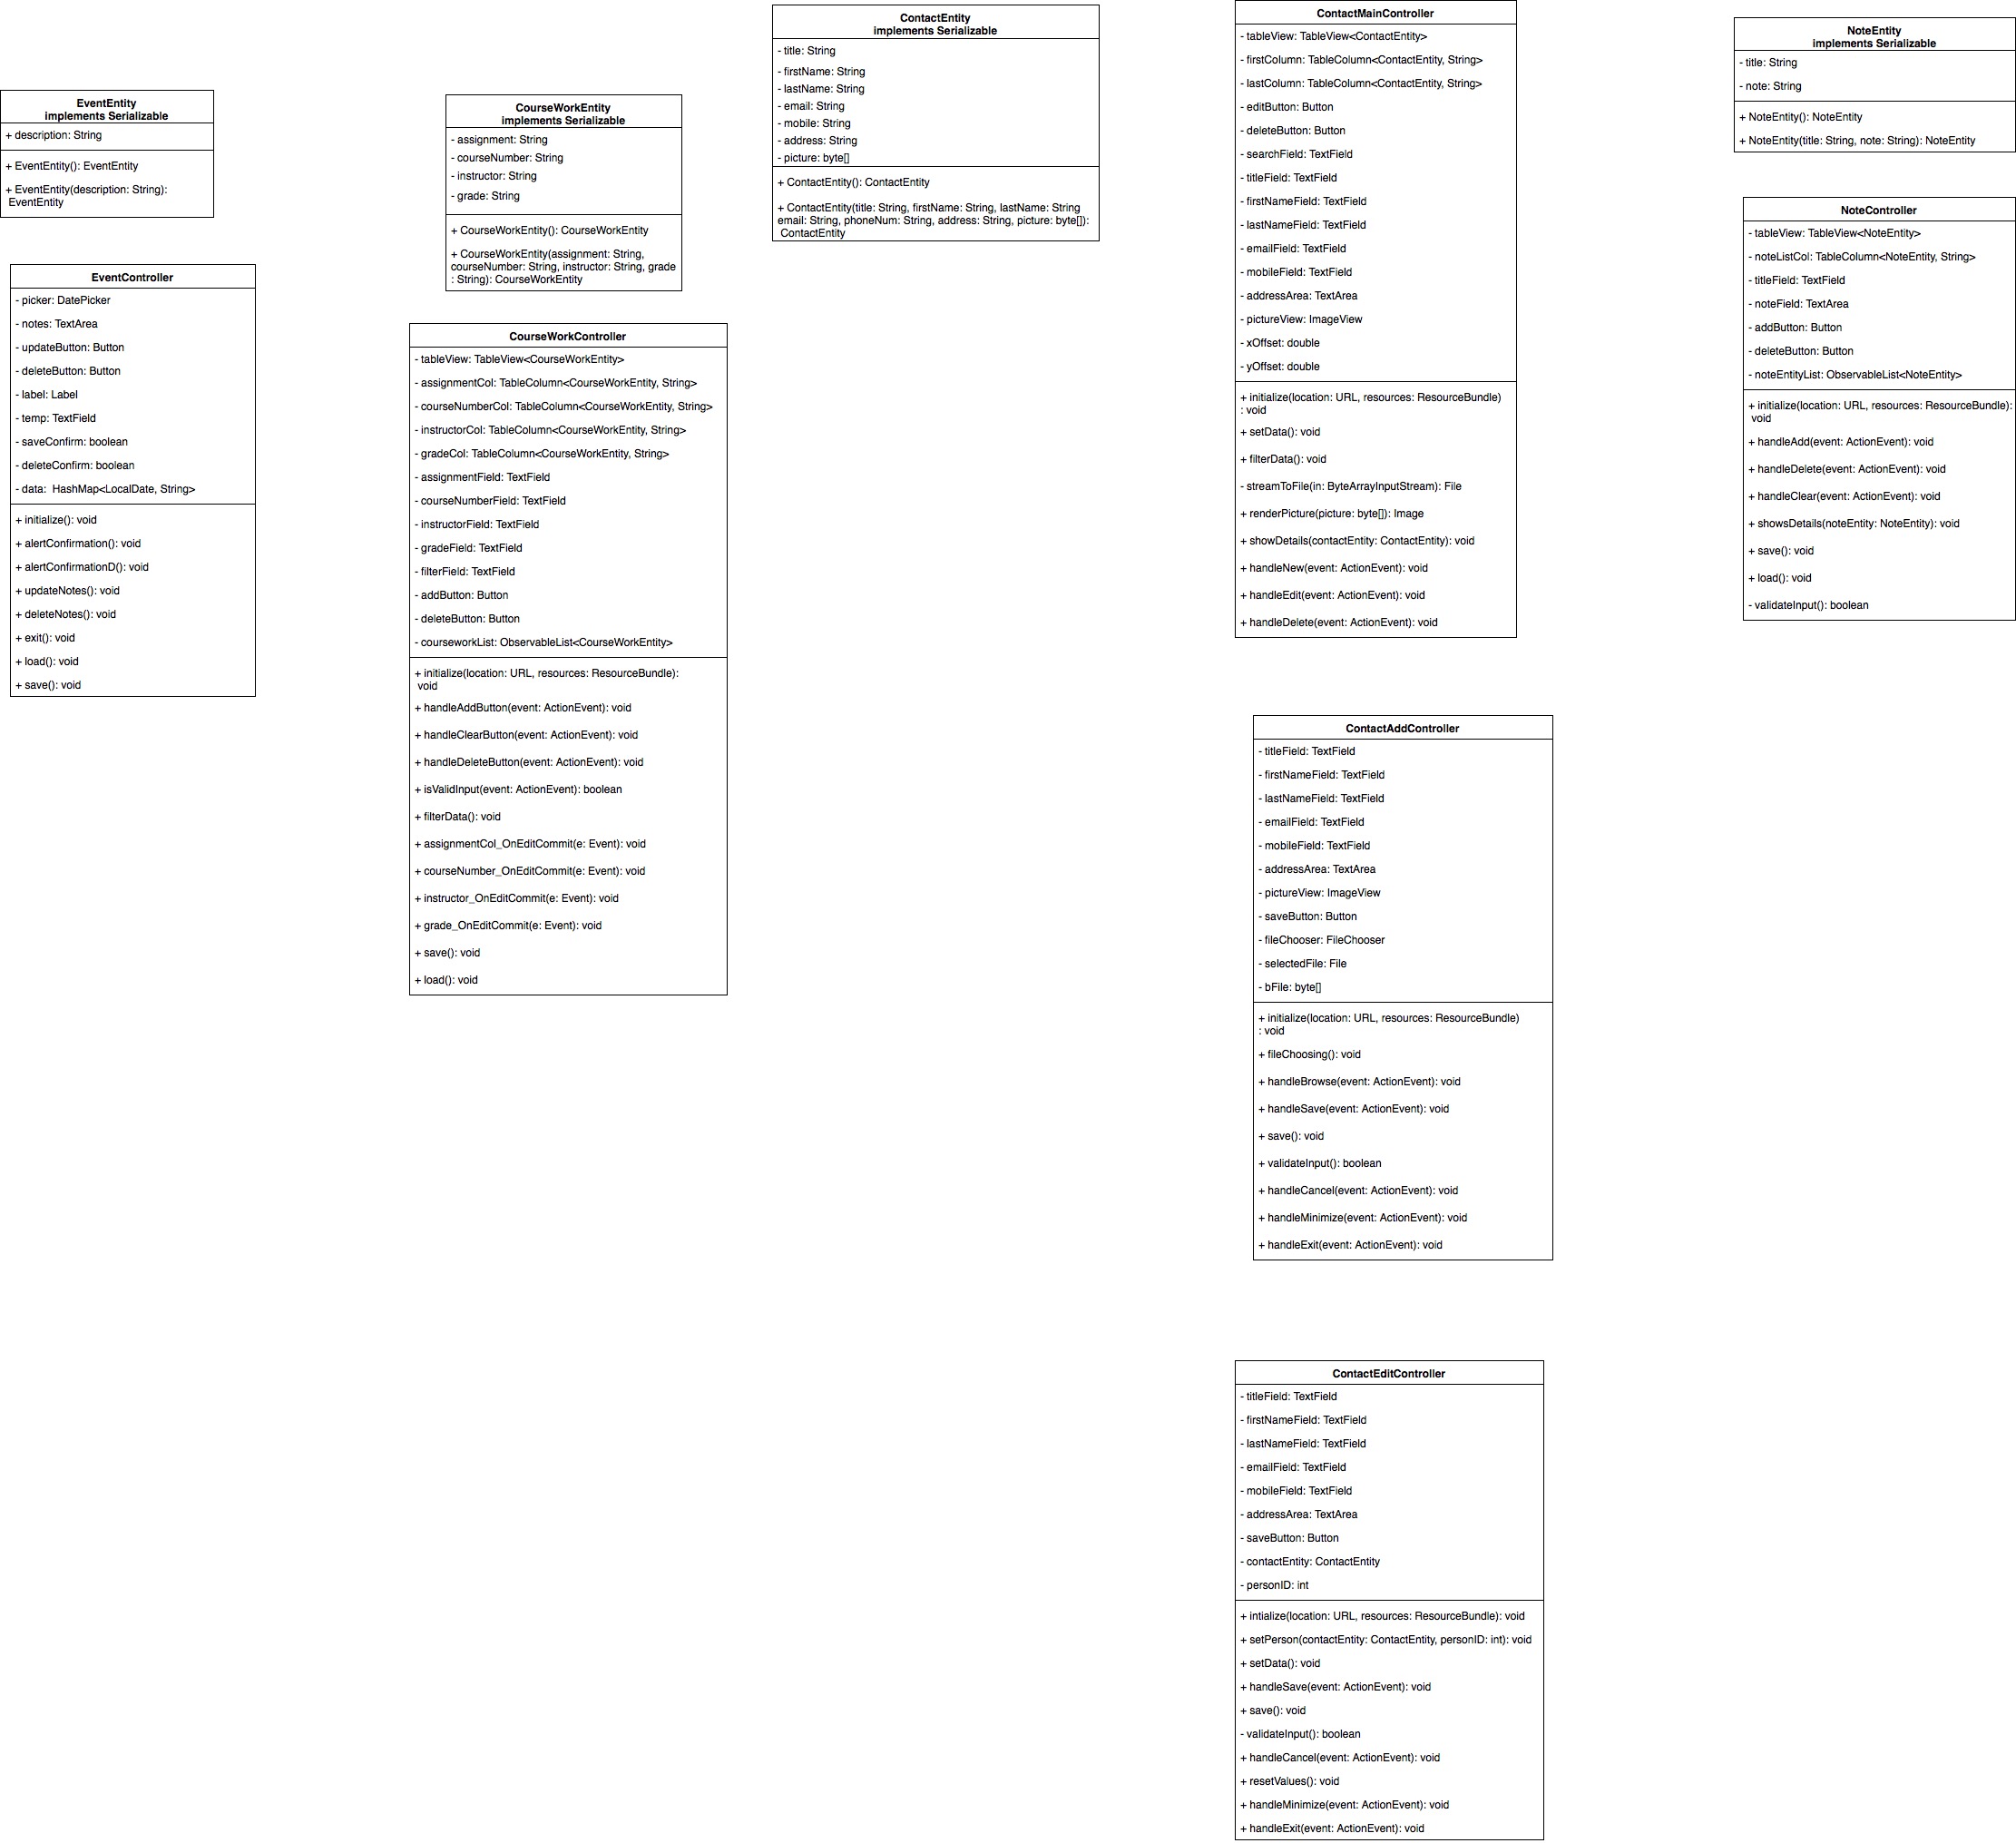 EventEntity
implements Serializable
+ description: String
+ EventEntity(): EventEntity
+ EventEntity(description: String):
EventEntity
EventController
- picker: DatePicker
- notes: TextArea
- updateButton: Button
- deleteButton: Button
- label: Label
- temp: TextField
- saveConfirm: boolean
- deleteConfirm: boolean
- data:  HashMap<LocalDate, String>
+ initialize(): void
+ alertConfirmation(): void
+ alertConfirmationD(): void
+ updateNotes(): void
+ deleteNotes(): void
+ exit(): void
+ load(): void
+ save(): void
CourseWorkEntity
implements Serializable
- assignment: String
- courseNumber: String
- instructor: String
- grade: String
+ CourseWorkEntity(): CourseWorkEntity
+ CourseWorkEntity(assignment: String,
courseNumber: String, instructor: String, grade
: String): CourseWorkEntity
CourseWorkController
- tableView: TableView<CourseWorkEntity>
- assignmentCol: TableColumn<CourseWorkEntity, String>
- courseNumberCol: TableColumn<CourseWorkEntity, String>
- instructorCol: TableColumn<CourseWorkEntity, String>
- gradeCol: TableColumn<CourseWorkEntity, String>
- assignmentField: TextField
- courseNumberField: TextField
- instructorField: TextField
- gradeField: TextField
- filterField: TextField
- addButton: Button
- deleteButton: Button
- courseworkList: ObservableList<CourseWorkEntity>
+ initialize(location: URL, resources: ResourceBundle):
void
+ handleAddButton(event: ActionEvent): void
+ handleClearButton(event: ActionEvent): void
+ handleDeleteButton(event: ActionEvent): void
+ isValidInput(event: ActionEvent): boolean
+ filterData(): void
+ assignmentCol_OnEditCommit(e: Event): void
+ courseNumber_OnEditCommit(e: Event): void
+ instructor_OnEditCommit(e: Event): void
+ grade_OnEditCommit(e: Event): void
+ save(): void
+ load(): void
ContactEntity
implements Serializable
- title: String
- firstName: String
- lastName: String
- email: String
- mobile: String
- address: String
- picture: byte[]
+ ContactEntity(): ContactEntity
+ ContactEntity(title: String, firstName: String, lastName: String
email: String, phoneNum: String, address: String, picture: byte[]):
ContactEntity
ContactMainController
- tableView: TableView<ContactEntity>
- firstColumn: TableColumn<ContactEntity, String>
- lastColumn: TableColumn<ContactEntity, String>
- editButton: Button
- deleteButton: Button
- searchField: TextField
- titleField: TextField
- firstNameField: TextField
- lastNameField: TextField
- emailField: TextField
- mobileField: TextField
- addressArea: TextArea
- pictureView: ImageView
- xOffset: double
- yOffset: double
+ initialize(location: URL, resources: ResourceBundle)
: void
+ setData(): void
+ filterData(): void
- streamToFile(in: ByteArrayInputStream): File
+ renderPicture(picture: byte[]): Image
+ showDetails(contactEntity: ContactEntity): void
+ handleNew(event: ActionEvent): void
+ handleEdit(event: ActionEvent): void
+ handleDelete(event: ActionEvent): void
ContactAddController
- titleField: TextField
- firstNameField: TextField
- lastNameField: TextField
- emailField: TextField
- mobileField: TextField
- addressArea: TextArea
- pictureView: ImageView
- saveButton: Button
- fileChooser: FileChooser
- selectedFile: File
- bFile: byte[]
+ initialize(location: URL, resources: ResourceBundle)
: void
+ fileChoosing(): void
+ handleBrowse(event: ActionEvent): void
+ handleSave(event: ActionEvent): void
+ save(): void
+ validateInput(): boolean
+ handleCancel(event: ActionEvent): void
+ handleMinimize(event: ActionEvent): void
+ handleExit(event: ActionEvent): void
ContactEditController
- titleField: TextField
- firstNameField: TextField
- lastNameField: TextField
- emailField: TextField
- mobileField: TextField
- addressArea: TextArea
- saveButton: Button
- contactEntity: ContactEntity
- personID: int
+ intialize(location: URL, resources: ResourceBundle): void
+ setPerson(contactEntity: ContactEntity, personID: int): void
+ setData(): void
+ handleSave(event: ActionEvent): void
+ save(): void
- validateInput(): boolean
+ handleCancel(event: ActionEvent): void
+ resetValues(): void
+ handleMinimize(event: ActionEvent): void
+ handleExit(event: ActionEvent): void
NoteEntity
implements Serializable
- title: String
- note: String
+ NoteEntity(): NoteEntity
+ NoteEntity(title: String, note: String): NoteEntity
NoteController
- tableView: TableView<NoteEntity>
- noteListCol: TableColumn<NoteEntity, String>
- titleField: TextField
- noteField: TextArea
- addButton: Button
- deleteButton: Button
- noteEntityList: ObservableList<NoteEntity>
+ initialize(location: URL, resources: ResourceBundle):
void
+ handleAdd(event: ActionEvent): void
+ handleDelete(event: ActionEvent): void
+ handleClear(event: ActionEvent): void
+ showsDetails(noteEntity: NoteEntity): void
+ save(): void
+ load(): void
- validateInput(): boolean